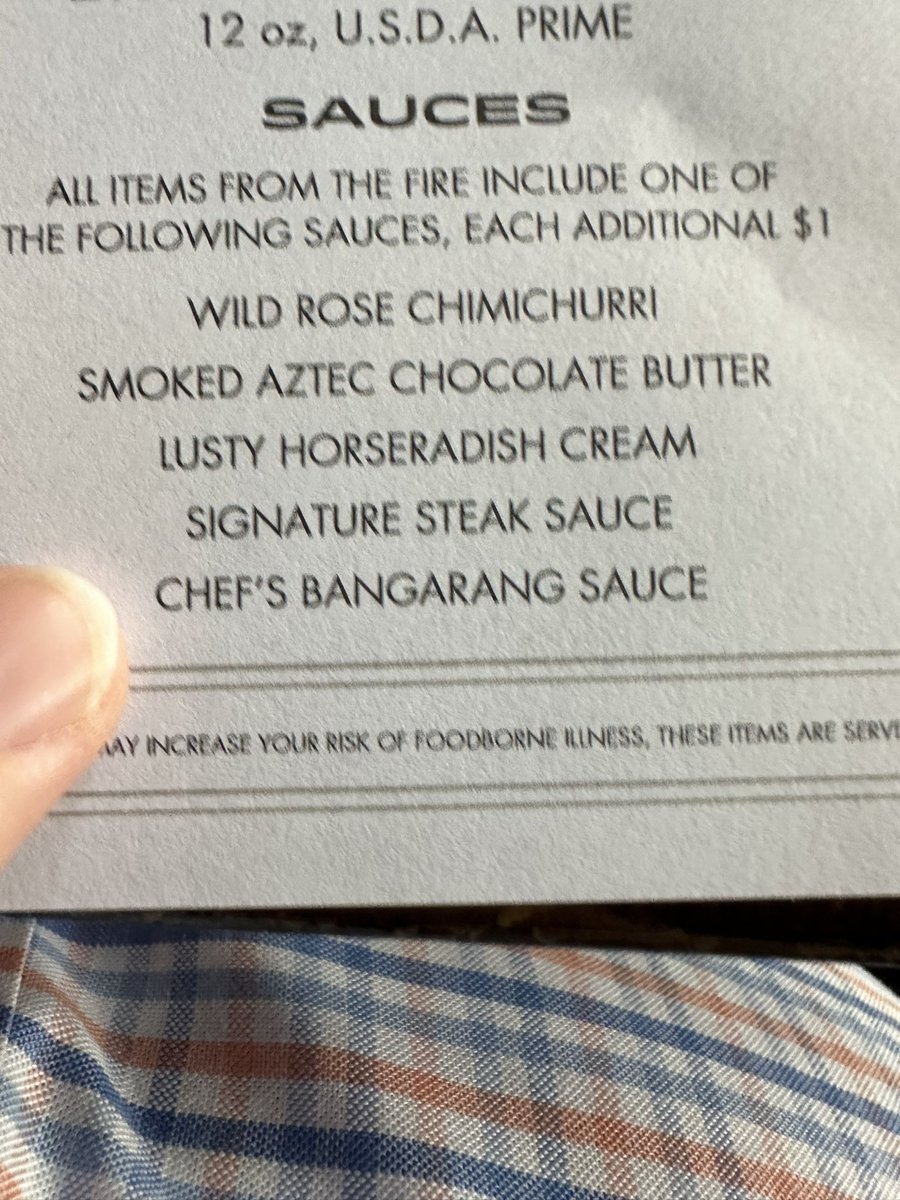 12 oz, U.S.D.A. PRIME
SAUCES
ALL ITEMS FROM THE FIRE INCLUDE ONE OF
THE FOLLOWING SAUCES, EACH ADDITIONAL $1
WILD ROSE CHIMICHURRI
SMOKED AZTEC CHOCOLATE BUTTER
LUSTY HORSERADISH CREAM
SIGNATURE STEAK SAUCE
CHEF'S BANGARANG SAUCE
MAY INCREASE YOUR RISK OF FOODBORNE ILLNESS, THESE ITEMS ARE